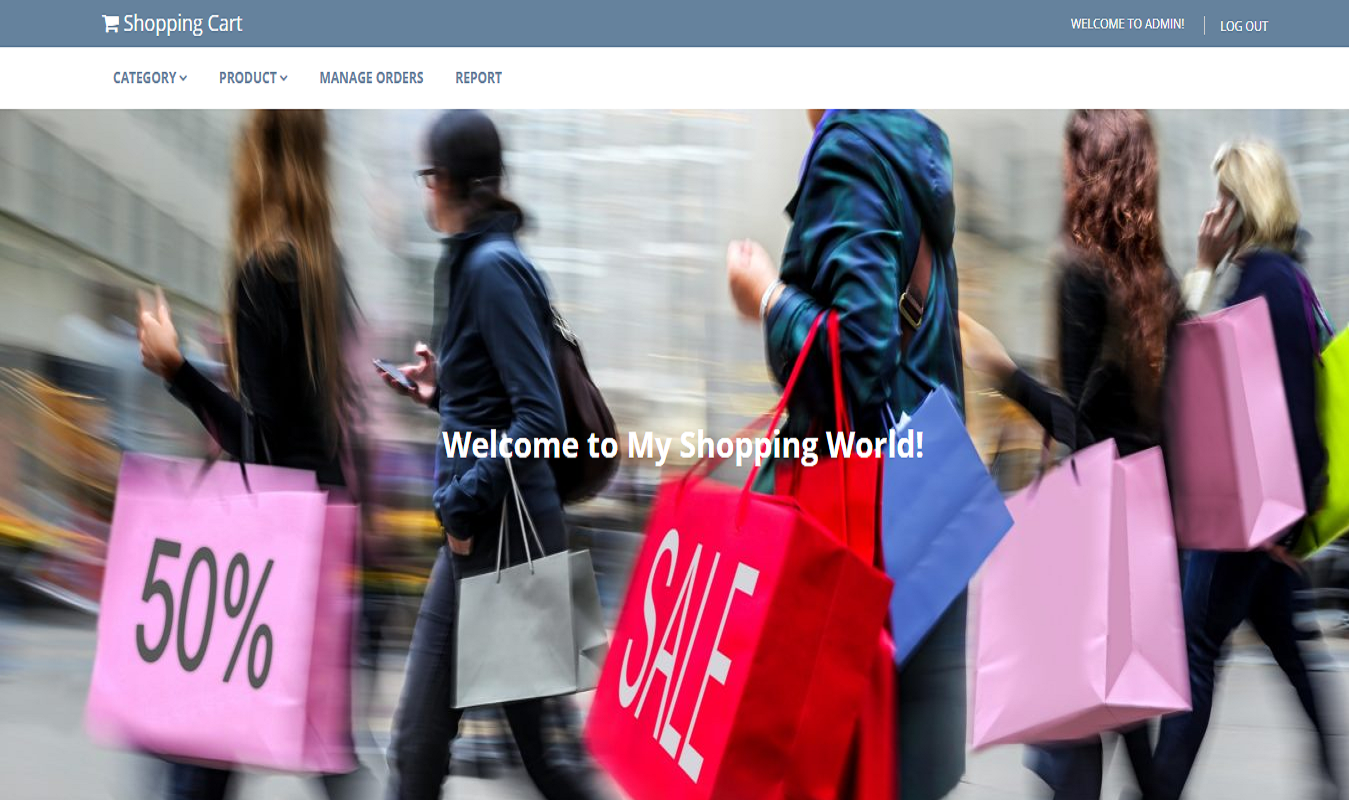 Shopping Cart
WELCOME TO ADMIN!
LOG OUT
CATEGORY
PRODUCT
MANAGE ORDERS
REPORT
Welcome to My Shopping World!
50%
SALE